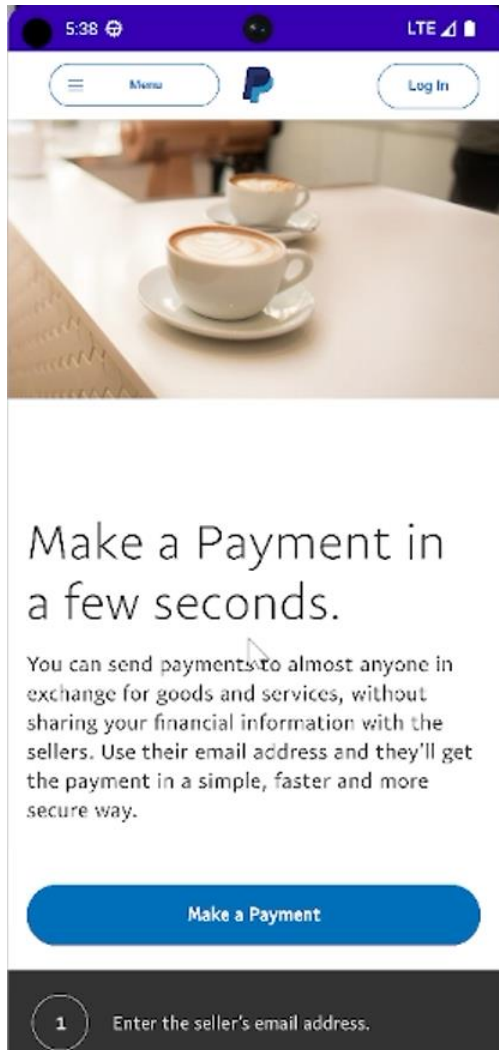 5:38 LTE
Menu Log In
Make a Payment in
a few seconds.
You can send payments to almost anyone in
exchange for goods and services, without
sharing your financial information with the
sellers. Use their email address and they'll get
the payment in a simple, faster and more
secure way.
Make a Payment
1 Enter the seller's email address.